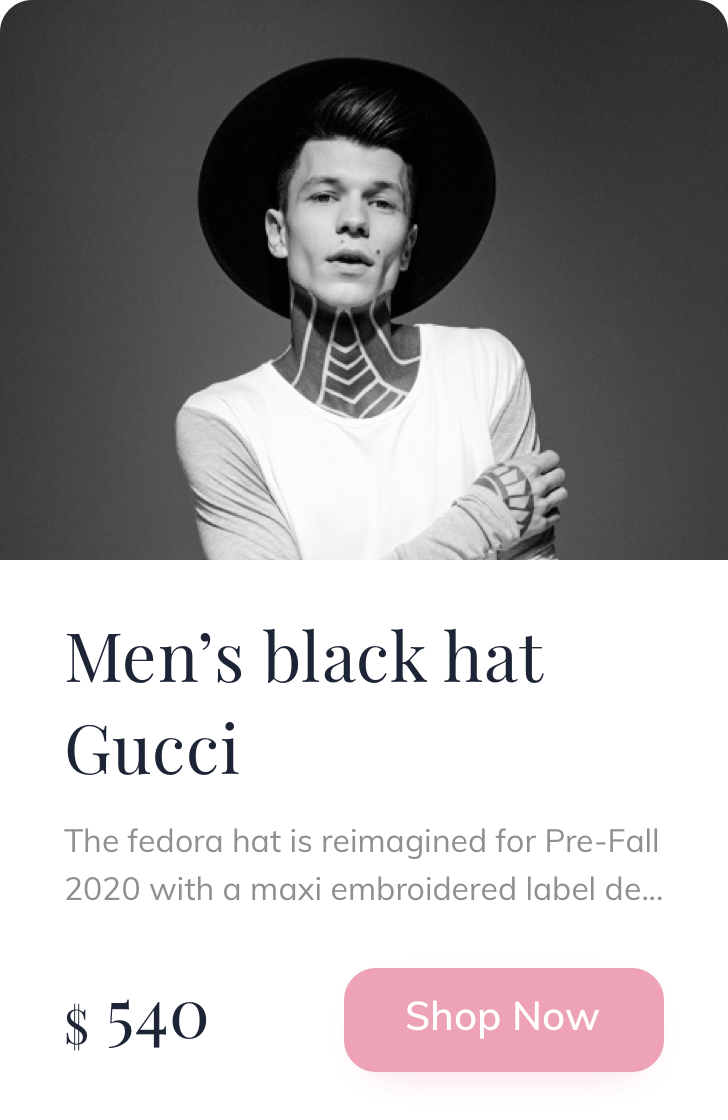 Men’s black hat
Gucci
The fedora hat is reimagined for Pre-Fall
2020 with a maxi embroidered label de...
$ 540
Shop Now